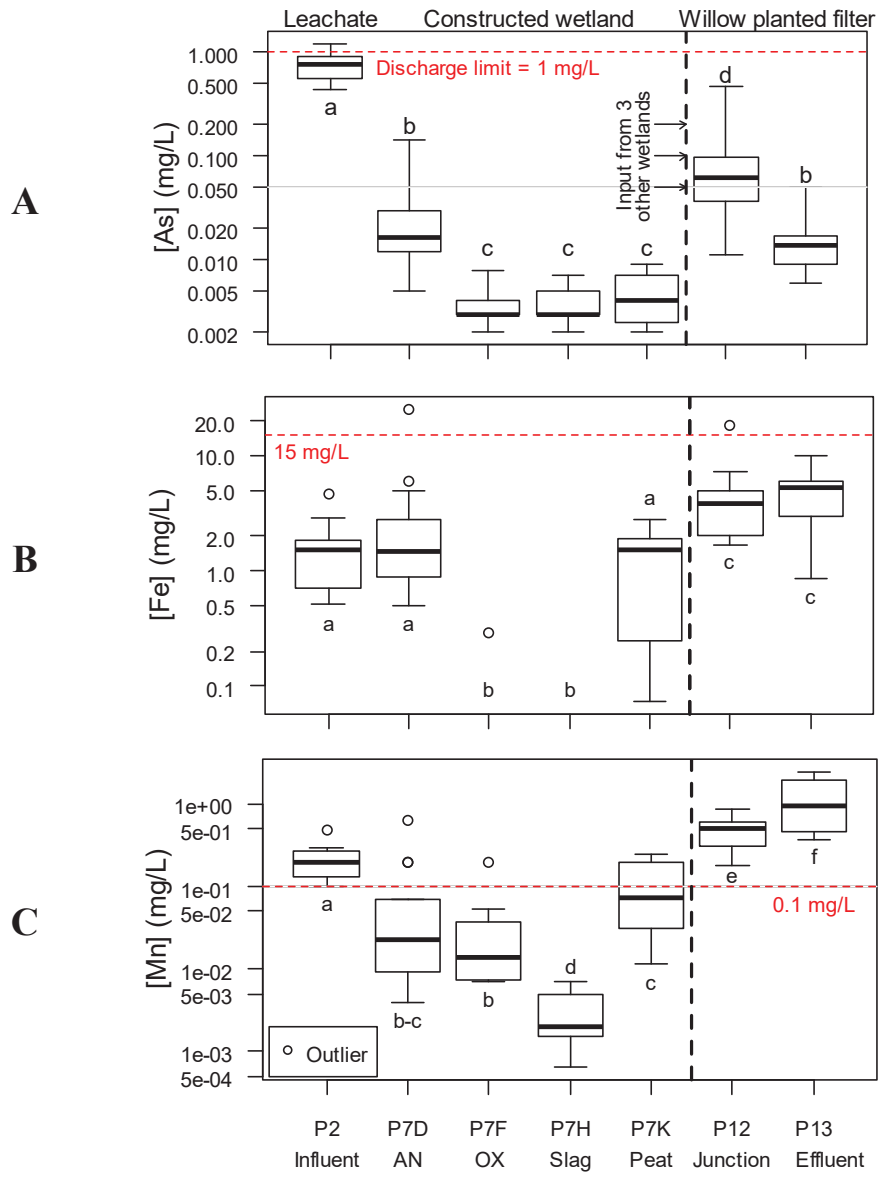 Leachate Constructed wetland Willow planted filter
A
[As] (mg/L)
1.000
0.500
0.200
0.100
0.050
0.020
0.010
0.005
0.002
Discharge limit = 1 mg/L
Input from 3
other wetlands
a
b
c
c
c
d
b
B
[Fe] (mg/L)
20.0
10.0
5.0
2.0
1.0
0.5
0.2
0.1
15 mg/L
a
a
b
b
a
c
c
C
[Mn] (mg/L)
1e+00
5e-01
1e-01
5e-02
1e-02
5e-03
1e-03
5e-04
0.1 mg/L
a
b-c
b
d
c
e
f
Outlier
P2 P7D P7F P7H P7K P12 P13
Influent AN OX Slag Peat Junction Effluent